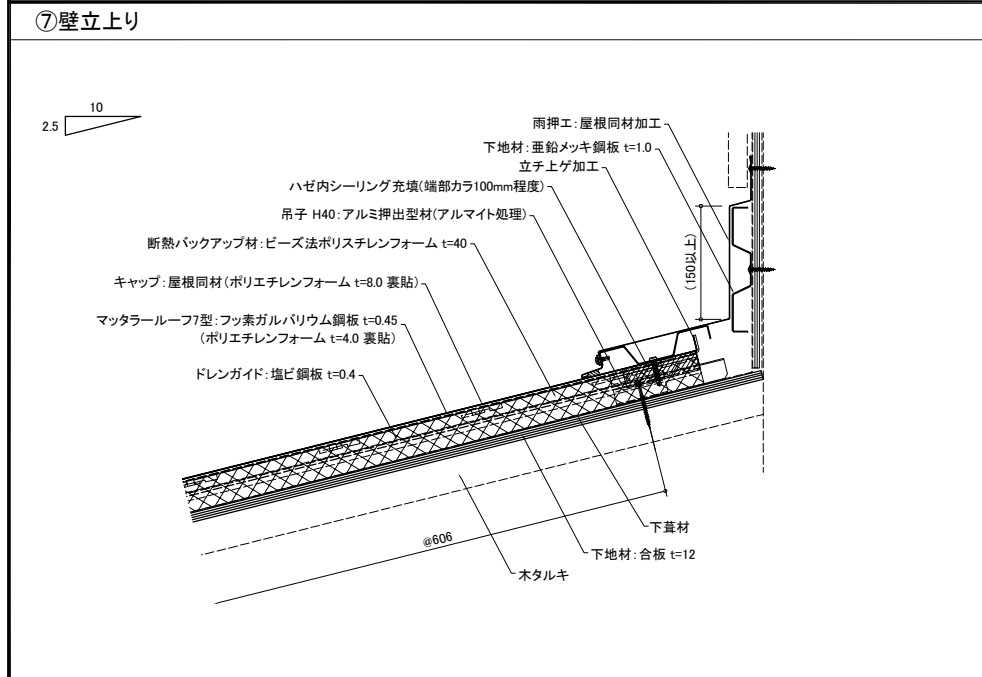 ⑦壁立上り
10
2.5
雨押エ:屋根同材加工
下地材:亜鉛メッキ鋼板 t=1.0
立チ上ゲ加工
ハゼ内シーリング充填(端部カラ100mm程度)
吊子 H40:アルミ押出型材(アルマイト処理)
断熱バックアップ材:ビーズ法ポリスチレンフォーム t=40
キャップ:屋根同材(ポリエチレンフォーム t=8.0 裏貼)
マッタラールーフ7型:フッ素ガルバリウム鋼板 t=0.45
(ポリエチレンフォーム t=4.0 裏貼)
ドレンガイド:塩ビ鋼板 t=0.4
(150以上)
@606
下葺材
下地材:合板 t=12
木タルキ